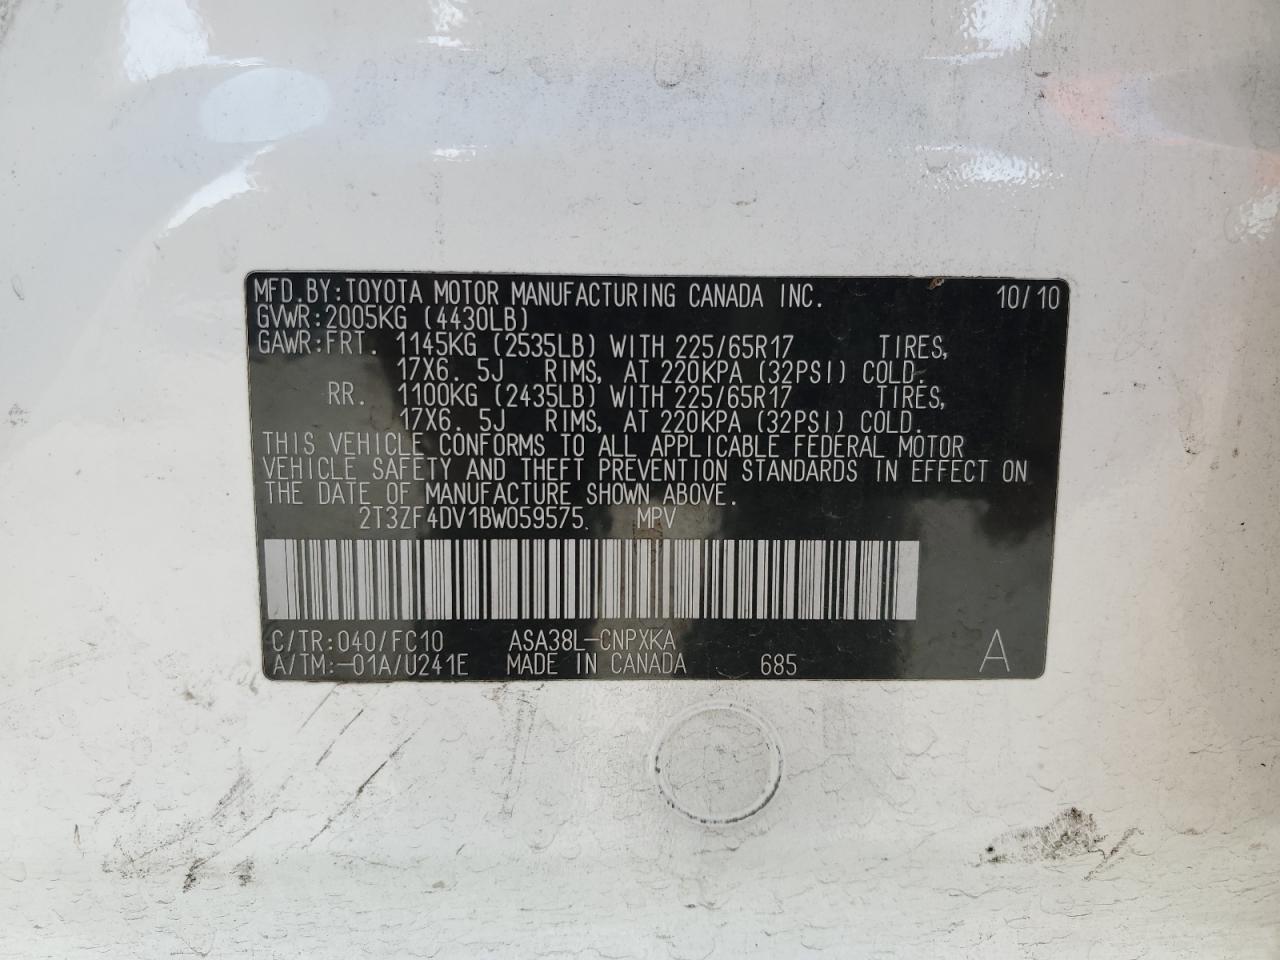 MFD.BY:TOYOTA MOTOR MANUFACTURING CANADA INC. 10/10
GVWR:2005KG (4430LB)
GAWR:FRT. 1145KG (2535LB) WITH 225/65R17 TIRES,
17X6.5J RIMS, AT 220KPA (32PSI) COLD.
RR. 1100KG (2435LB) WITH 225/65R17 TIRES,
17X6.5J RIMS, AT 220KPA (32PSI) COLD.
THIS VEHICLE CONFORMS TO ALL APPLICABLE FEDERAL MOTOR
VEHICLE SAFETY AND THEFT PREVENTION STANDARDS IN EFFECT ON
THE DATE OF MANUFACTURE SHOWN ABOVE.
2T3ZF4DV1BW059575 MPV
C/TR:040/FC10 ASA38L-CNPXKA
A/TM:-01A/U241E MADE IN CANADA 685 A